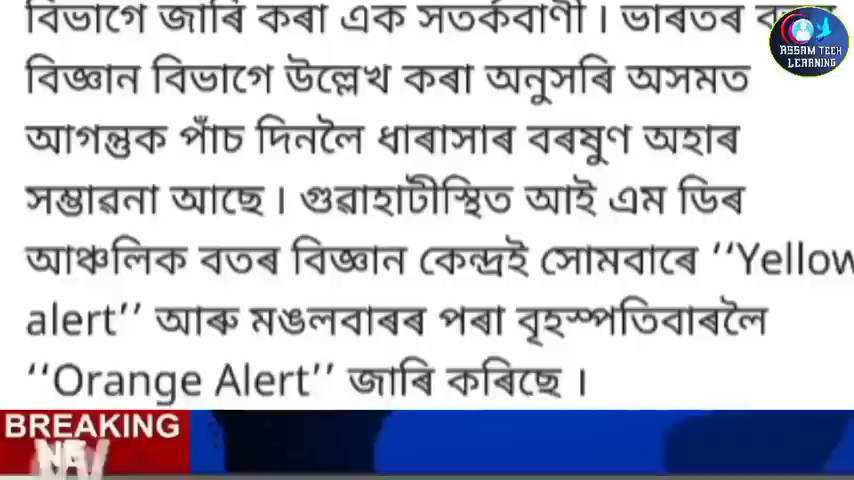 বিভাগে জাৰি কৰা এক সতৰ্কবাণী । ভাৰতৰ
বিজ্ঞান বিভাগে উল্লেখ কৰা অনুসৰি অসমত
আগন্তুক পাঁচ দিনলৈ ধাৰাসাৰ বৰষুণ অহাৰ
সম্ভাৱনা আছে । গুৱাহাটীস্থিত আই এম ডিৰ
আঞ্চলিক বতৰ বিজ্ঞান কেন্দ্ৰই সোমবাৰে ‘‘Yellow
alert’’ আৰু মঙলবাৰৰ পৰা বৃহস্পতিবাৰলৈ
‘‘Orange Alert’’ জাৰি কৰিছে ।
ASSAM TECH
LEARNING
BREAKING